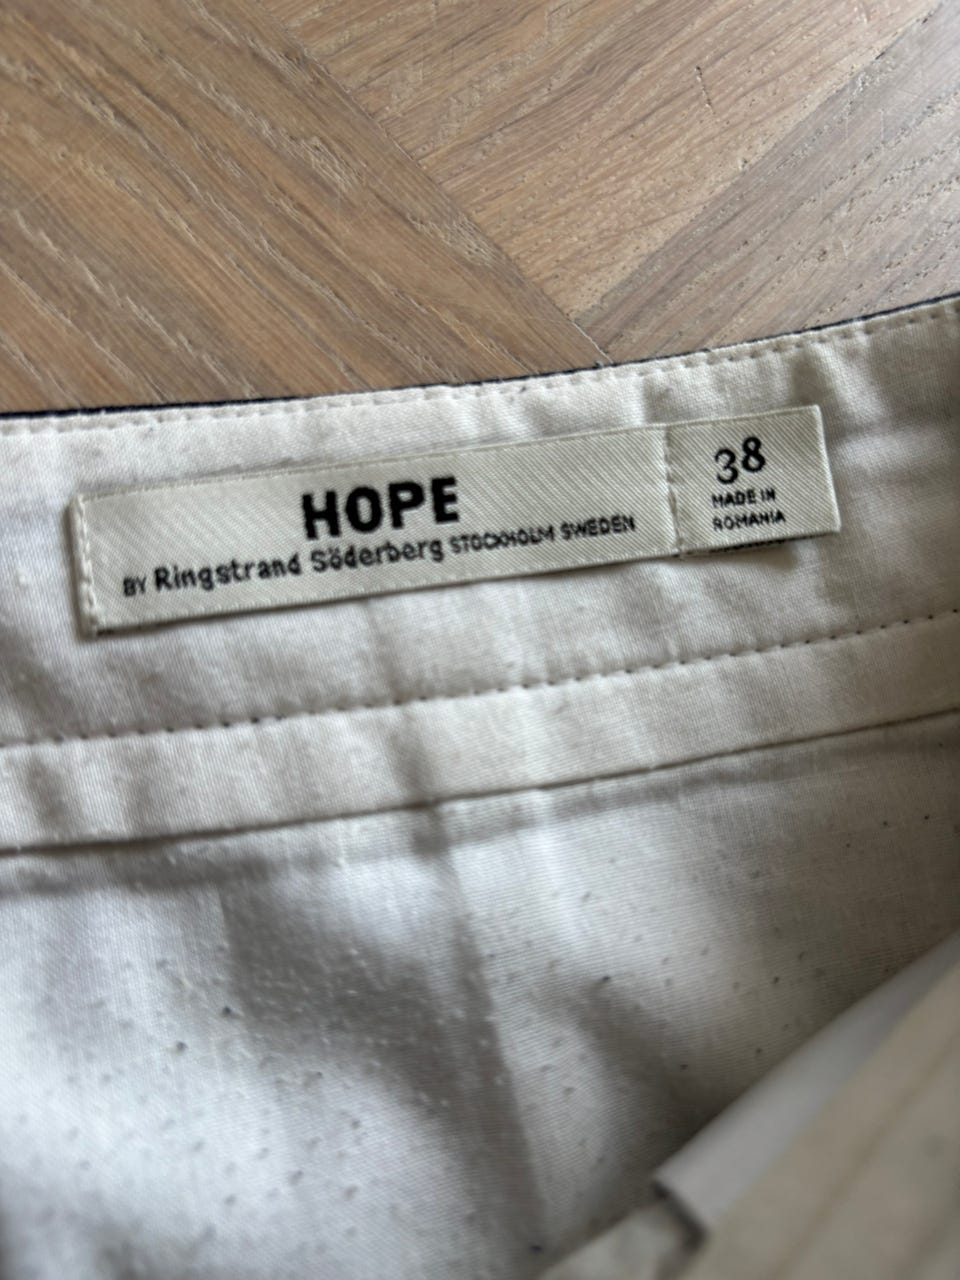 HOPE
BY Ringstrand Söderberg STOCKHOLM SWEDEN
38
MADE IN
ROMANIA